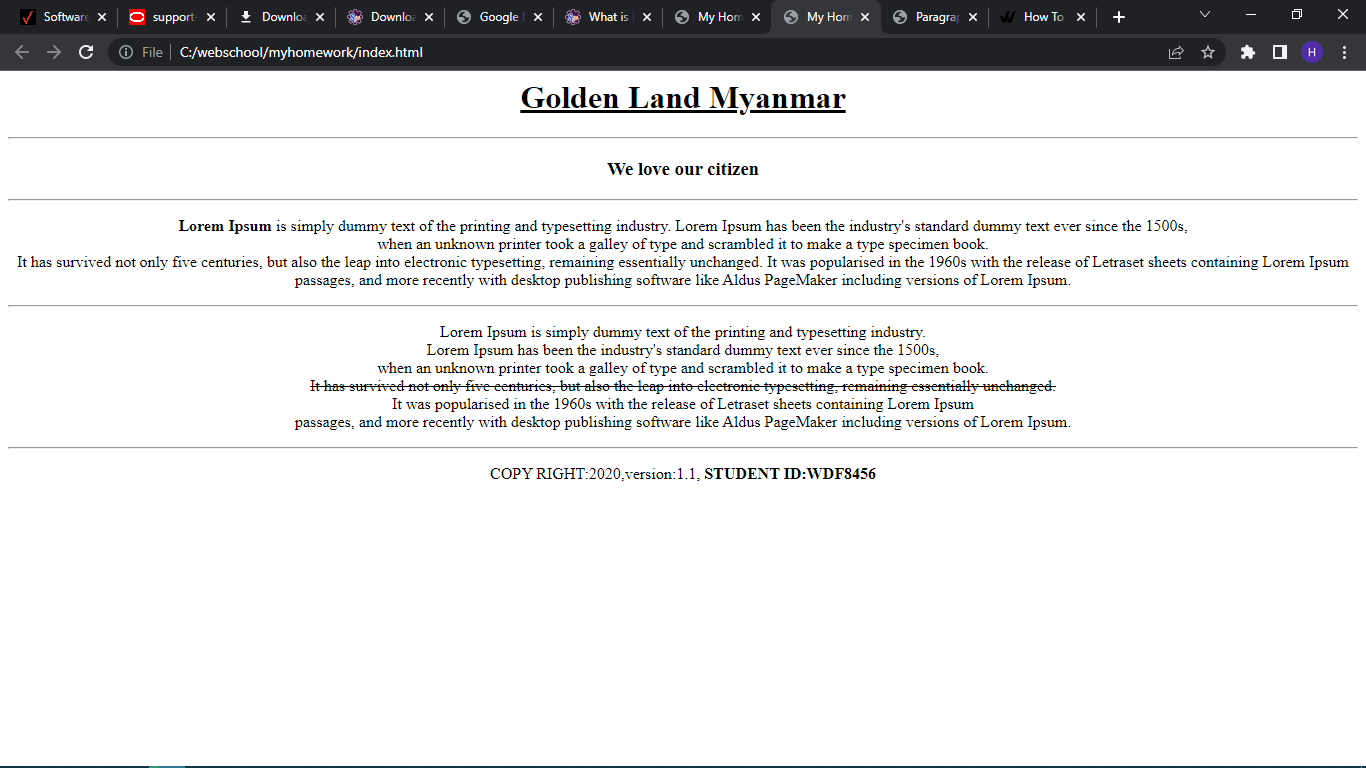 Software
support-
Downloa
Downloa
Google
What is
My Hom
My Hom
Paragrap
How To
File
C:/webschool/myhomework/index.html
H
Golden Land Myanmar
We love our citizen
Lorem Ipsum is simply dummy text of the printing and typesetting industry. Lorem Ipsum has been the industry's standard dummy text ever since the 1500s,
when an unknown printer took a galley of type and scrambled it to make a type specimen book.
It has survived not only five centuries, but also the leap into electronic typesetting, remaining essentially unchanged. It was popularised in the 1960s with the release of Letraset sheets containing Lorem Ipsum
passages, and more recently with desktop publishing software like Aldus PageMaker including versions of Lorem Ipsum.
Lorem Ipsum is simply dummy text of the printing and typesetting industry.
Lorem Ipsum has been the industry's standard dummy text ever since the 1500s,
when an unknown printer took a galley of type and scrambled it to make a type specimen book.
It has survived not only five centuries, but also the leap into electronic typesetting, remaining essentially unchanged.
It was popularised in the 1960s with the release of Letraset sheets containing Lorem Ipsum
passages, and more recently with desktop publishing software like Aldus PageMaker including versions of Lorem Ipsum.
COPY RIGHT:2020,version:1.1, STUDENT ID:WDF8456